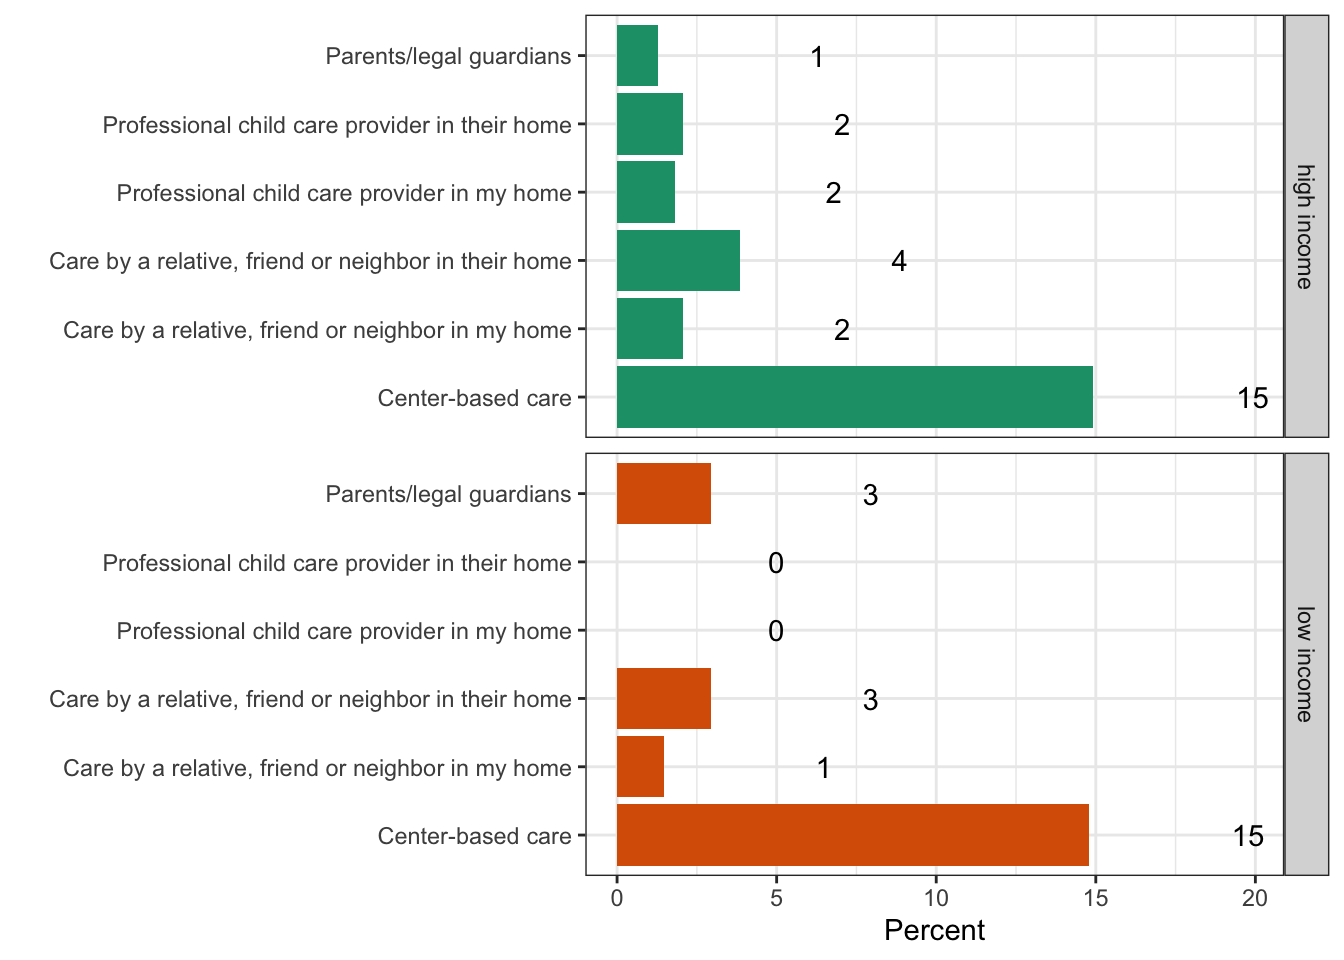 Parents/legal guardians 1
Professional child care provider in their home 2
Professional child care provider in my home 2
Care by a relative, friend or neighbor in their home 4
Care by a relative, friend or neighbor in my home 2
Center-based care 15
high income
Parents/legal guardians 3
Professional child care provider in their home 0
Professional child care provider in my home 0
Care by a relative, friend or neighbor in their home 3
Care by a relative, friend or neighbor in my home 1
Center-based care 15
low income
0 5 10 15 20
Percent